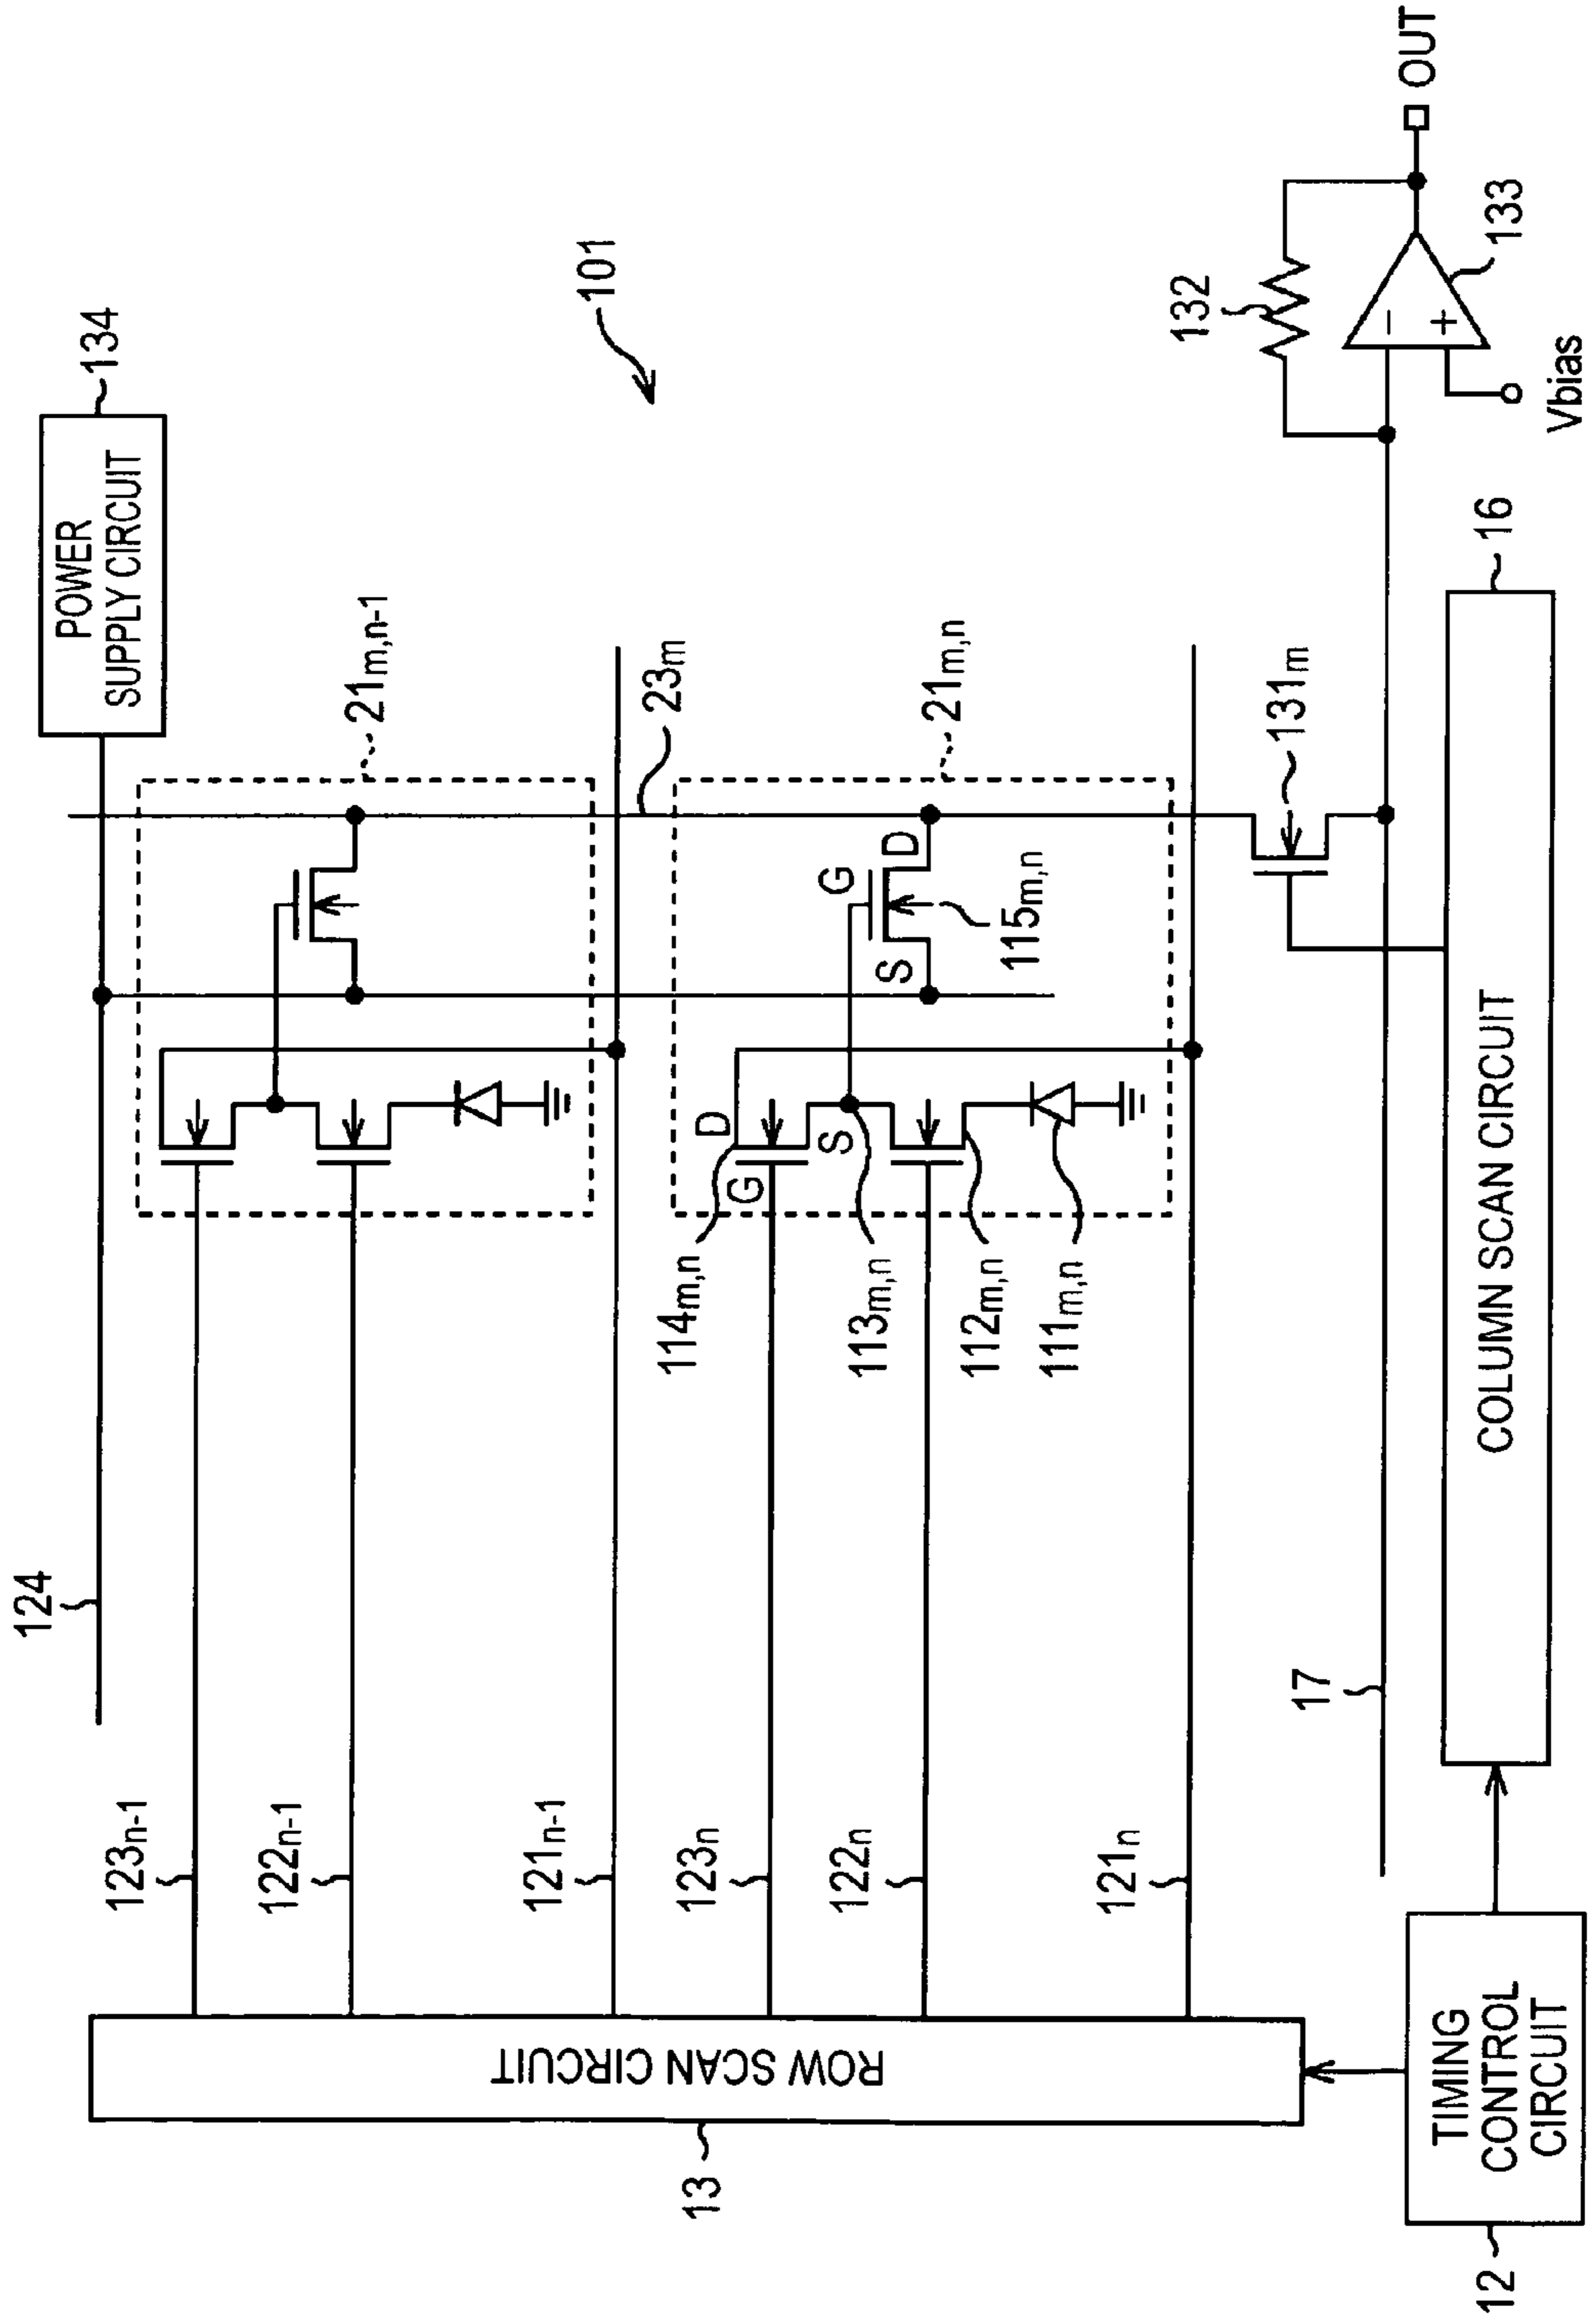 124
POWER
SUPPLY CIRCUIT
134
101
123n-1
122n-1
121n-1
21m,n-1
23m
ROW SCAN CIRCUIT
13
123n
122n
121n
114m,n
113m,n
112m,n
111m,n
D
G
S
G
D
S
115m,n
21m,n
131m
17
132
−
+
133
OUT
Vbias
16
COLUMN SCAN CIRCUIT
TIMING
CONTROL
CIRCUIT
12